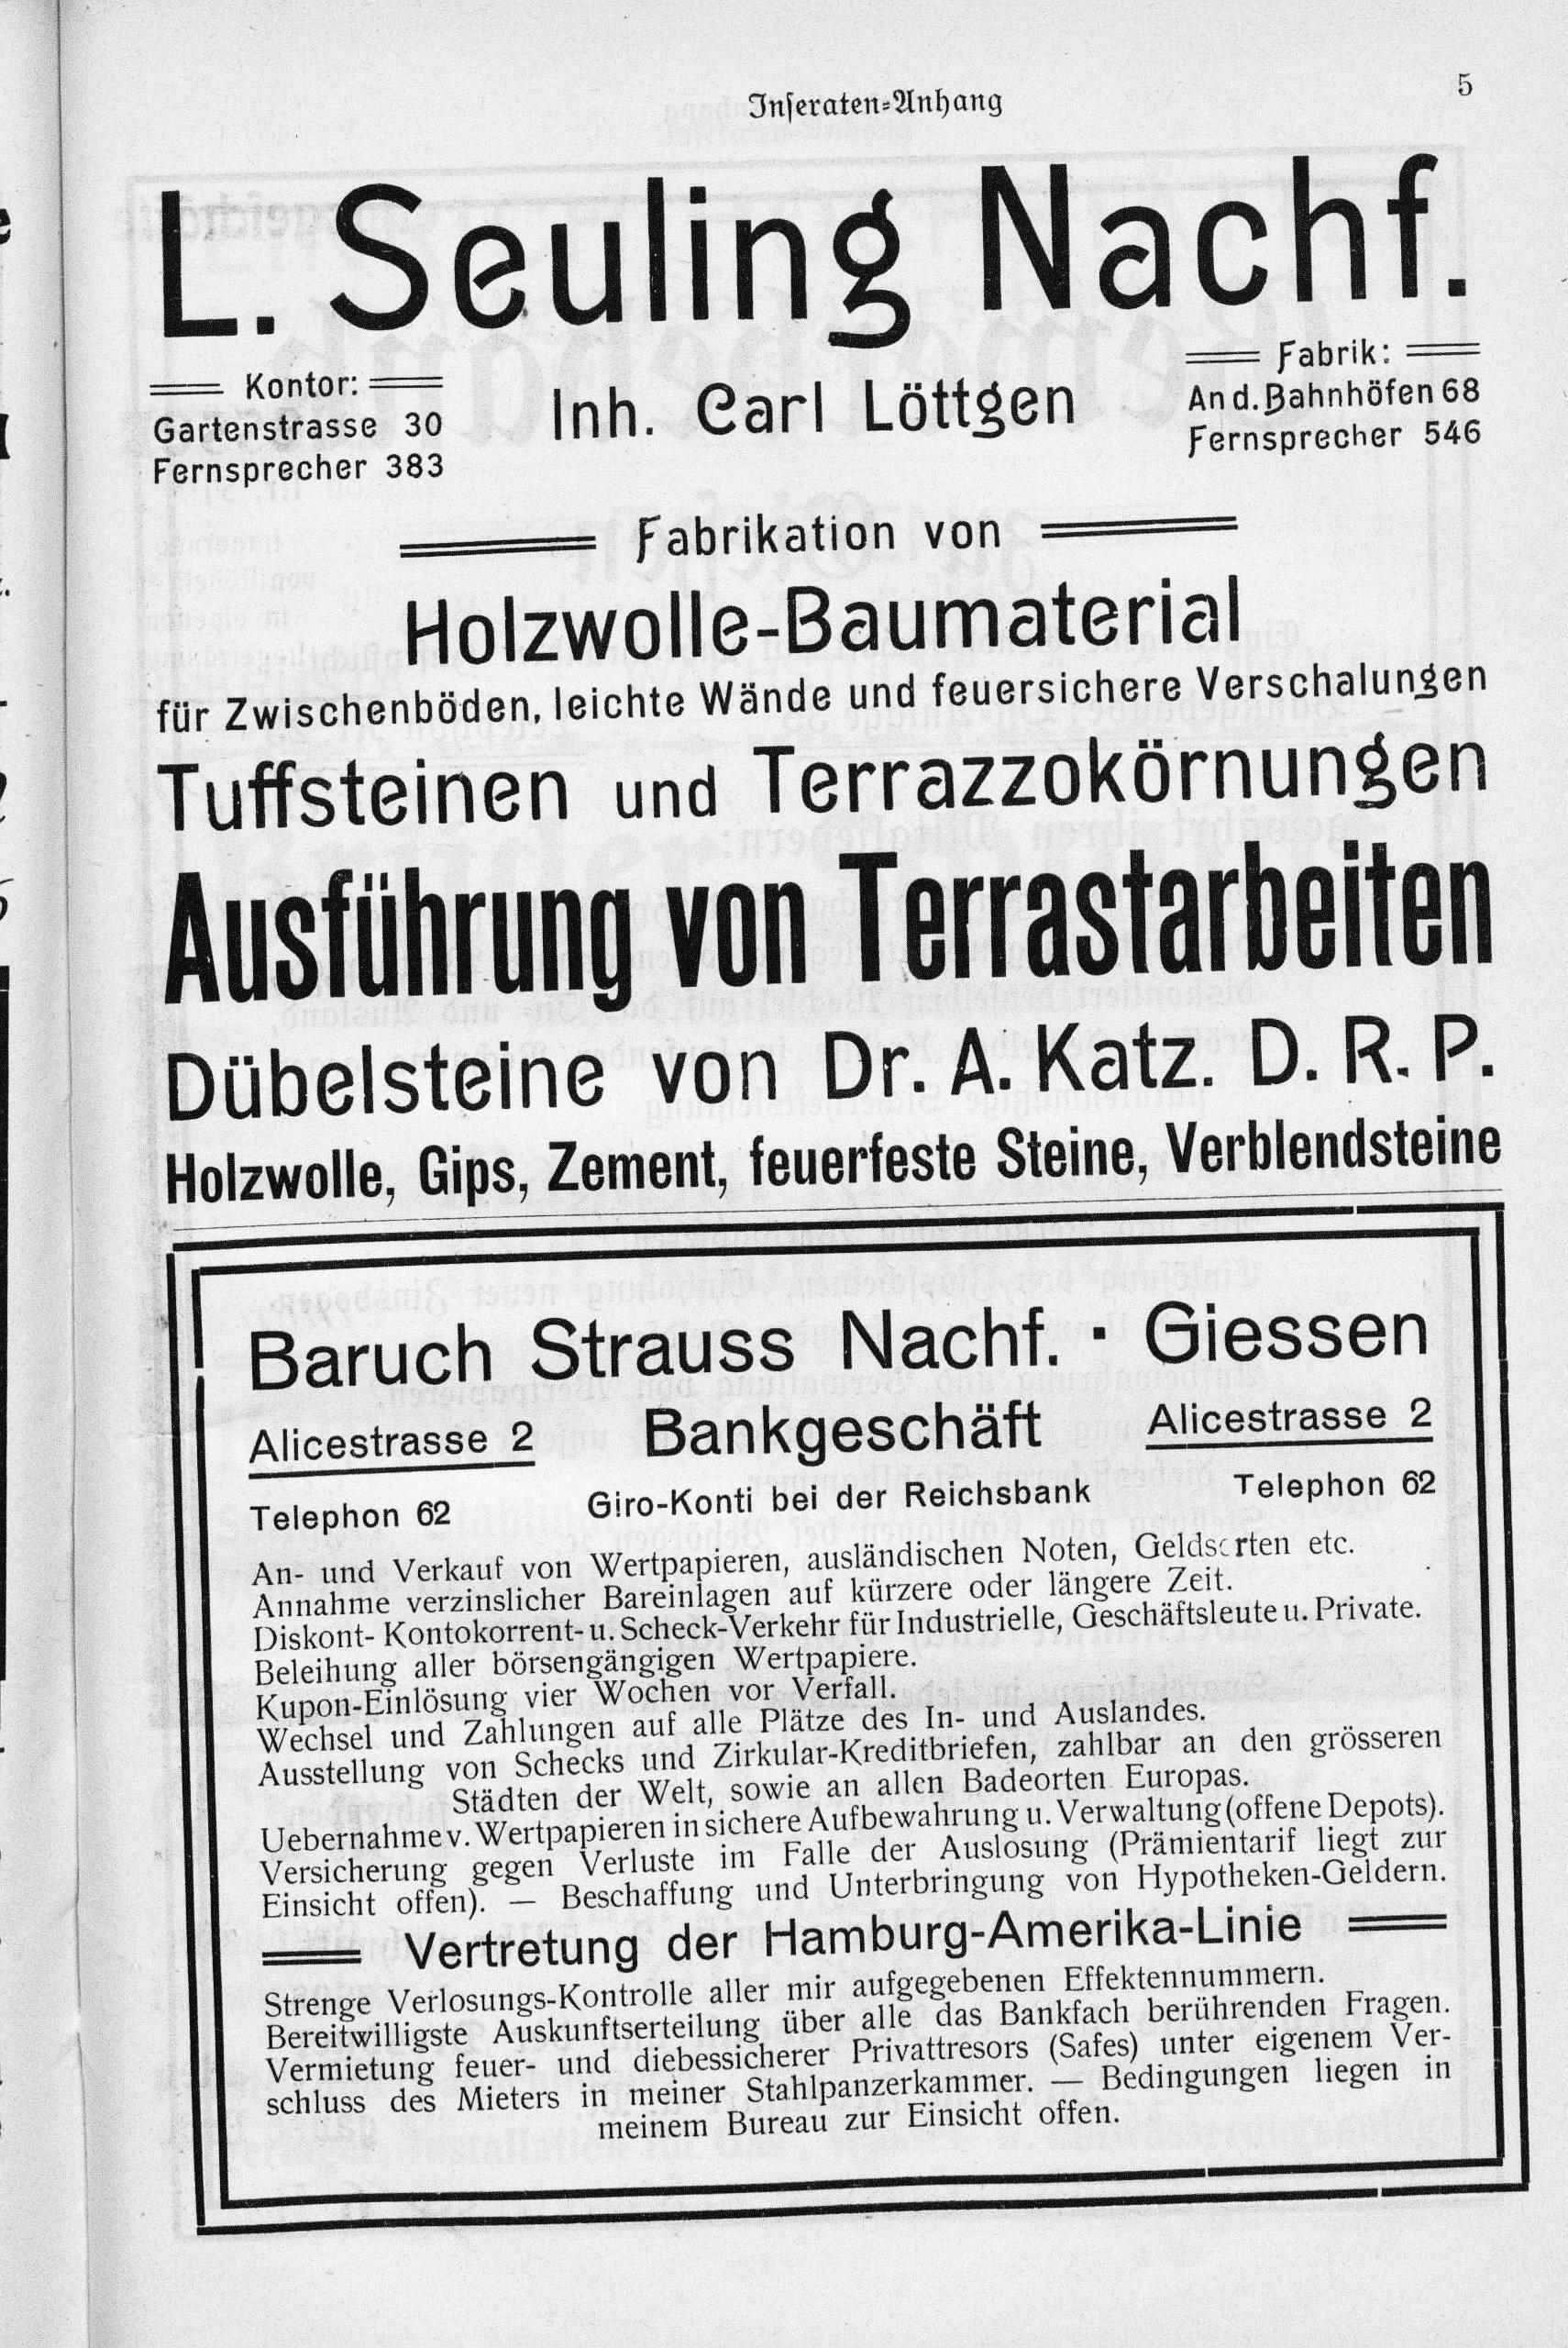 Inseraten-Anhang
5
L. Seuling Nachf.
Kontor:
Gartenstrasse 30
Fernsprecher 383
Inh. Carl Löttgen
Fabrik:
An d. Bahnhöfen 68
Fernsprecher 546
Fabrikation von
Holzwolle-Baumaterial
für Zwischenböden, leichte Wände und feuersichere Verschalungen
Tuffsteinen und Terrazzokörnungen
Ausführung von Terrastarbeiten
Dübelsteine von Dr. A. Katz. D. R. P.
Holzwolle, Gips, Zement, feuerfeste Steine, Verblendsteine
Baruch Strauss Nachf. · Giessen
Alicestrasse 2
Bankgeschäft
Alicestrasse 2
Telephon 62
Giro-Konti bei der Reichsbank
Telephon 62
An- und Verkauf von Wertpapieren, ausländischen Noten, Geldsorten etc.
Annahme verzinslicher Bareinlagen auf kürzere oder längere Zeit.
Diskont- Kontokorrent- u. Scheck-Verkehr für Industrielle, Geschäftsleute u. Private.
Beleihung aller börsengängigen Wertpapiere.
Kupon-Einlösung vier Wochen vor Verfall.
Wechsel und Zahlungen auf alle Plätze des In- und Auslandes.
Ausstellung von Schecks und Zirkular-Kreditbriefen, zahlbar an den grösseren
Städten der Welt, sowie an allen Badeorten Europas.
Uebernahme v. Wertpapieren in sichere Aufbewahrung u. Verwaltung (offene Depots).
Versicherung gegen Verluste im Falle der Auslosung (Prämientarif liegt zur
Einsicht offen). — Beschaffung und Unterbringung von Hypotheken-Geldern.
Vertretung der Hamburg-Amerika-Linie
Strenge Verlosungs-Kontrolle aller mir aufgegebenen Effektennummern.
Bereitwilligste Auskunftserteilung über alle das Bankfach berührenden Fragen.
Vermietung feuer- und diebessicherer Privattresors (Safes) unter eigenem Ver-
schluss des Mieters in meiner Stahlpanzerkammer. — Bedingungen liegen in
meinem Bureau zur Einsicht offen.